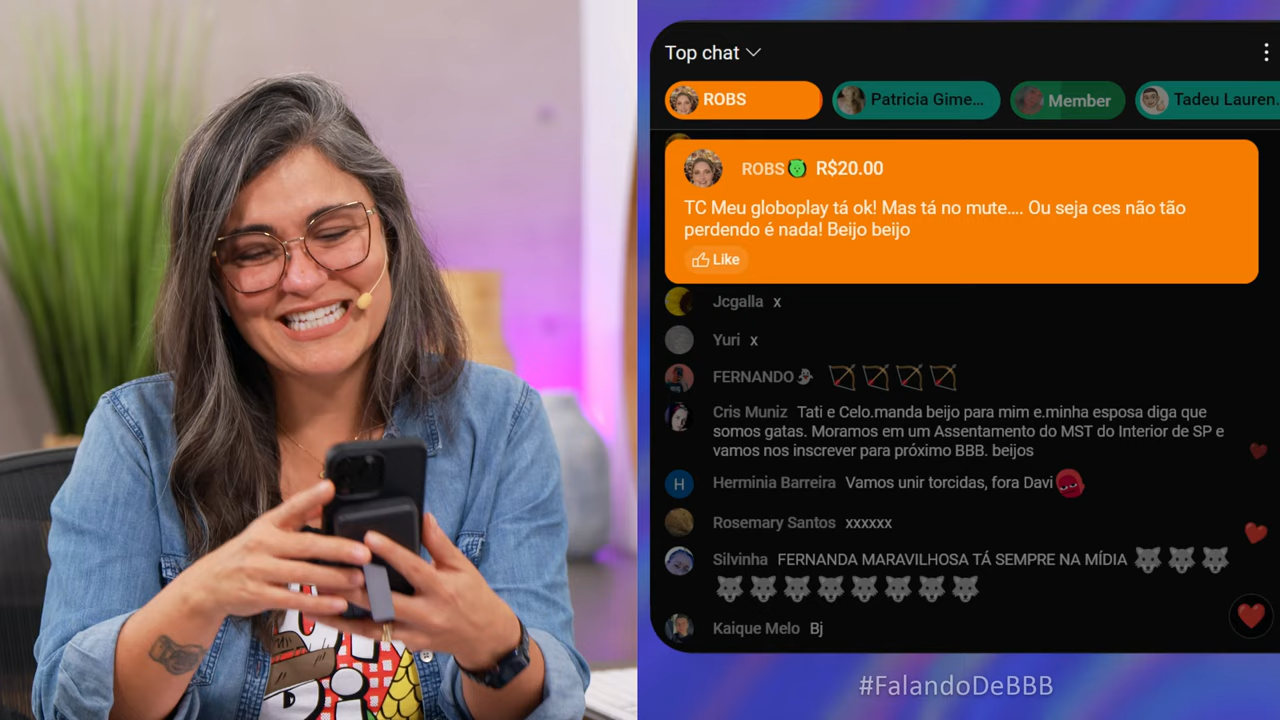 Top chat
ROBS
Patricia Gime...
Member
Tadeu Lauren.
ROBS R$20.00
TC Meu globoplay tá ok! Mas tá no mute.... Ou seja ces não tão
perdendo é nada! Beijo beijo
Like
Jcgalla x
Yuri x
FERNANDO
Cris Muniz Tati e Celo.manda beijo para mim e.minha esposa diga que
somos gatas. Moramos em um Assentamento do MST do Interior de SP e
vamos nos inscrever para próximo BBB. beijos
H
Herminia Barreira Vamos unir torcidas, fora Davi
Rosemary Santos xxxxxx
Silvinha FERNANDA MARAVILHOSA TÁ SEMPRE NA MÍDIA
Kaique Melo Bj
#FalandoDeBBB